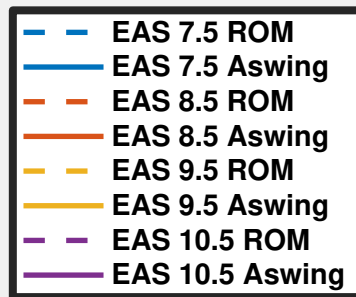 EAS 7.5 ROM
EAS 7.5 Aswing
EAS 8.5 ROM
EAS 8.5 Aswing
EAS 9.5 ROM
EAS 9.5 Aswing
EAS 10.5 ROM
EAS 10.5 Aswing